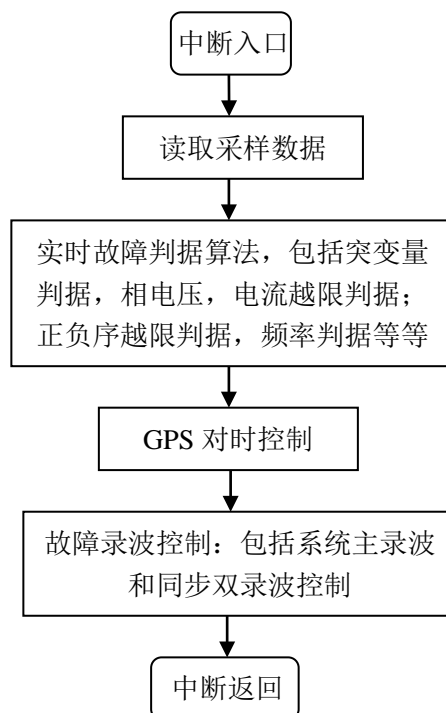 中断入口
读取采样数据
实时故障判据算法，包括突变量
判据，相电压，电流越限判据；
正负序越限判据，频率判据等等
GPS 对时控制
故障录波控制：包括系统主录波
和同步双录波控制
中断返回